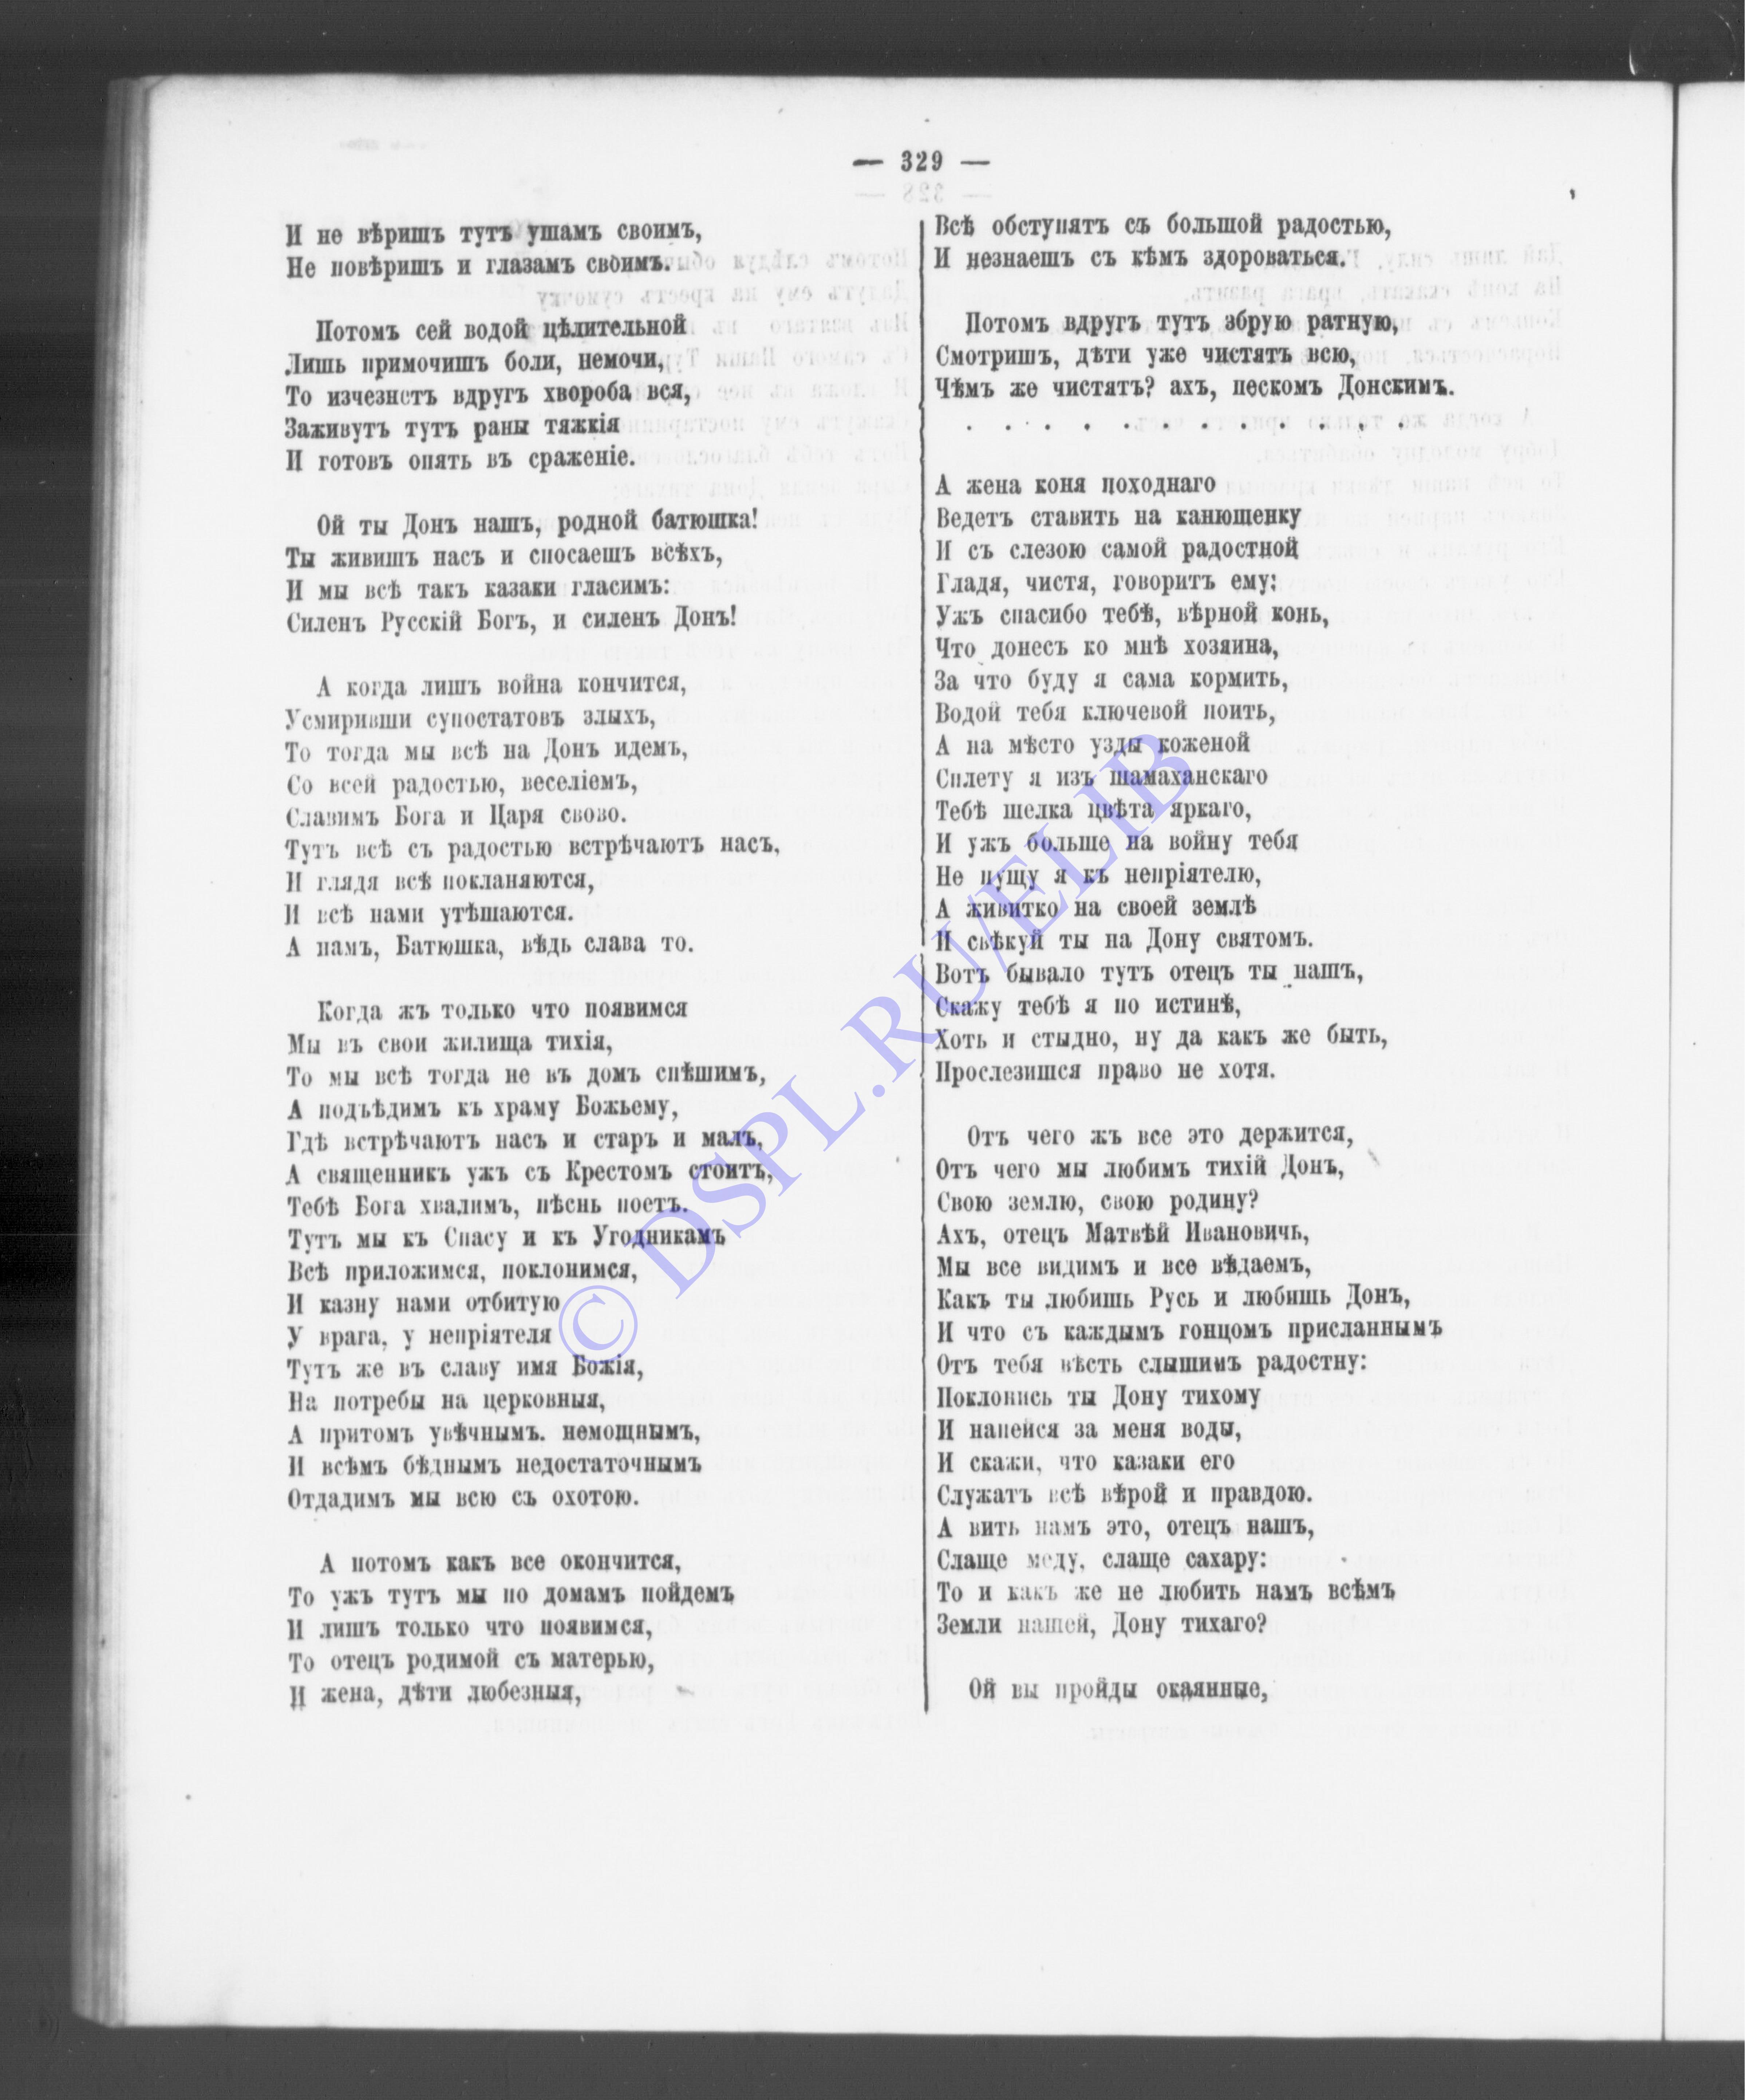 — 329 —
И не вѣришъ тутъ ушамъ своимъ,
Не повѣришъ и глазамъ своимъ.
Потомъ сей водой цѣлительной
Лишь примочишъ боли, немочи,
То изчезнетъ вдругъ хвороба вся,
Заживутъ тутъ раны тяжкія
И готовъ опять въ сраженіе.
Ой ты Донъ нашъ, родной батюшка!
Ты живишъ насъ и спосаешъ всѣхъ,
И мы всѣ такъ казаки гласимъ:
Силенъ Русскій Богъ, и силенъ Донъ!
А когда лишъ война кончится,
Усмиривши супостатовъ злыхъ,
То тогда мы всѣ на Донъ идемъ,
Со всей радостью, веселіемъ,
Славимъ Бога и Царя свово.
Тутъ всѣ съ радостью встрѣчаютъ насъ,
И глядя всѣ покланяются,
И всѣ нами утѣшаются.
А намъ, Батюшка, вѣдь слава то.
Когда жъ только что появимся
Мы въ свои жилища тихія,
То мы всѣ тогда не въ домъ спѣшимъ,
А подъѣдимъ къ храму Божьему,
Гдѣ встрѣчаютъ насъ и старъ и малъ,
А священникъ ужъ съ Крестомъ стоитъ,
Тебѣ Бога хвалимъ, пѣснь поетъ.
Тутъ мы къ Спасу и къ Угодникамъ
Всѣ приложимся, поклонимся,
И казну нами отбитую
У врага, у непріятеля
Тутъ же въ славу имя Божія,
На потребы на церковныя,
А притомъ увѣчнымъ. немощнымъ,
И всѣмъ бѣднымъ недостаточнымъ
Отдадимъ мы всю съ охотою.
А потомъ какъ все окончится,
То ужъ тутъ мы по домамъ пойдемъ
И лишъ только что появимся,
То отецъ родимой съ матерью,
И жена, дѣти любезныя,
Всѣ обступятъ съ большой радостью,
И незнаешъ съ кѣмъ здороваться.
Потомъ вдругъ тутъ збрую ратную,
Смотришъ, дѣти уже чистятъ всю,
Чѣмъ же чистятъ? ахъ, пескомъ Донскимъ.
. . . . . . . . . . . .
А жена коня походнаго
Ведетъ ставить на канюшенку
И съ слезою самой радостной
Гладя, чистя, говоритъ ему:
Ужъ спасибо тебѣ, вѣрной конь,
Что донесъ ко мнѣ хозяина,
За что буду я сама кормить,
Водой тебя ключевой поить,
А на мѣсто узды коженой
Сплету я изъ шамаханскаго
Тебѣ шелка цвѣта яркаго,
И ужъ больше на войну тебя
Не пущу я къ непріятелю,
А живитко на своей землѣ
И свѣкуй ты на Дону святомъ.
Вотъ бывало тутъ отецъ ты нашъ,
Скажу тебѣ я по истинѣ,
Хоть и стыдно, ну да какъ же быть,
Прослезишся право не хотя.
Отъ чего жъ все это держится,
Отъ чего мы любимъ тихій Донъ,
Свою землю, свою родину?
Ахъ, отецъ Матвѣй Ивановичь,
Мы все видимъ и все вѣдаемъ,
Какъ ты любишь Русь и любишь Донъ,
И что съ каждымъ гонцомъ присланнымъ
Отъ тебя вѣсть слышимъ радостну:
Поклонись ты Дону тихому
И напейся за меня воды,
И скажи, что казаки его
Служатъ всѣ вѣрой и правдою.
А вить намъ это, отецъ нашъ,
Слаще меду, слаще сахару:
То и какъ же не любить намъ всѣмъ
Земли нашей, Дону тихаго?
Ой вы пройды окаянные,
© DSPL.RU/ELIB